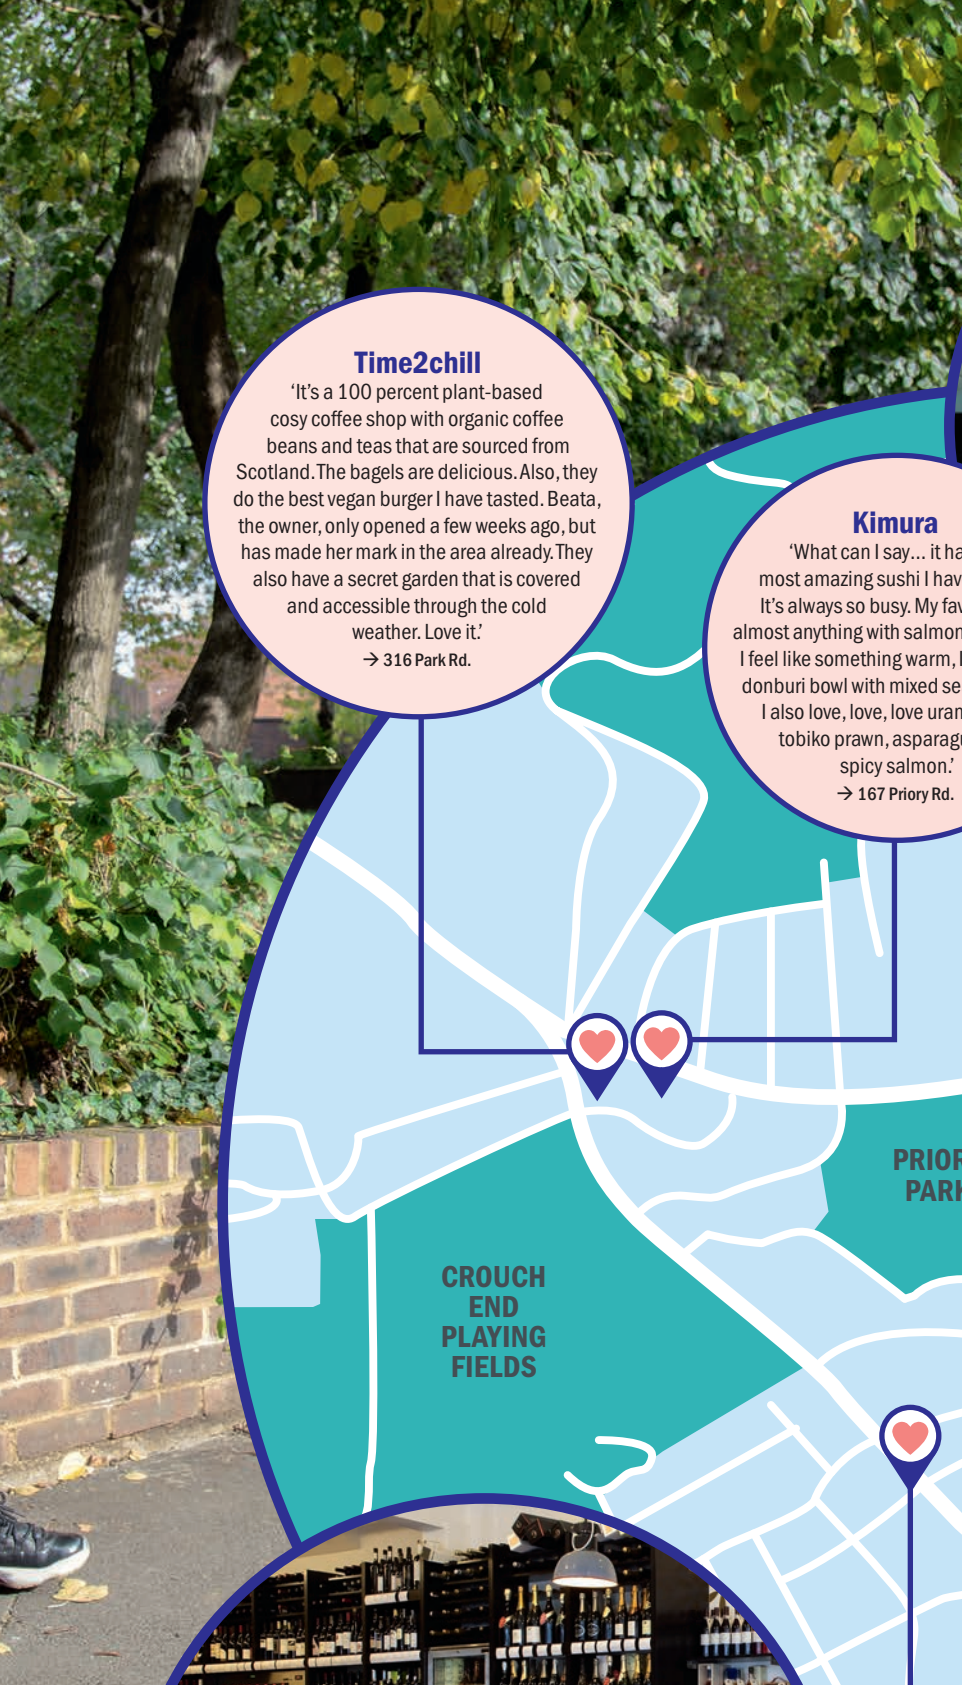 Time2chill
‘It’s a 100 percent plant-based
cosy coffee shop with organic coffee
beans and teas that are sourced from
Scotland. The bagels are delicious. Also, they
do the best vegan burger I have tasted. Beata,
the owner, only opened a few weeks ago, but
has made her mark in the area already. They
also have a secret garden that is covered
and accessible through the cold
weather. Love it.’
→ 316 Park Rd.
Kimura
‘What can I say... it ha
most amazing sushi I hav
It’s always so busy. My fav
almost anything with salmon
I feel like something warm,
donburi bowl with mixed se
I also love, love, love uram
tobiko prawn, asparag
spicy salmon.’
→ 167 Priory Rd.
PRIOR
PARK
CROUCH
END
PLAYING
FIELDS